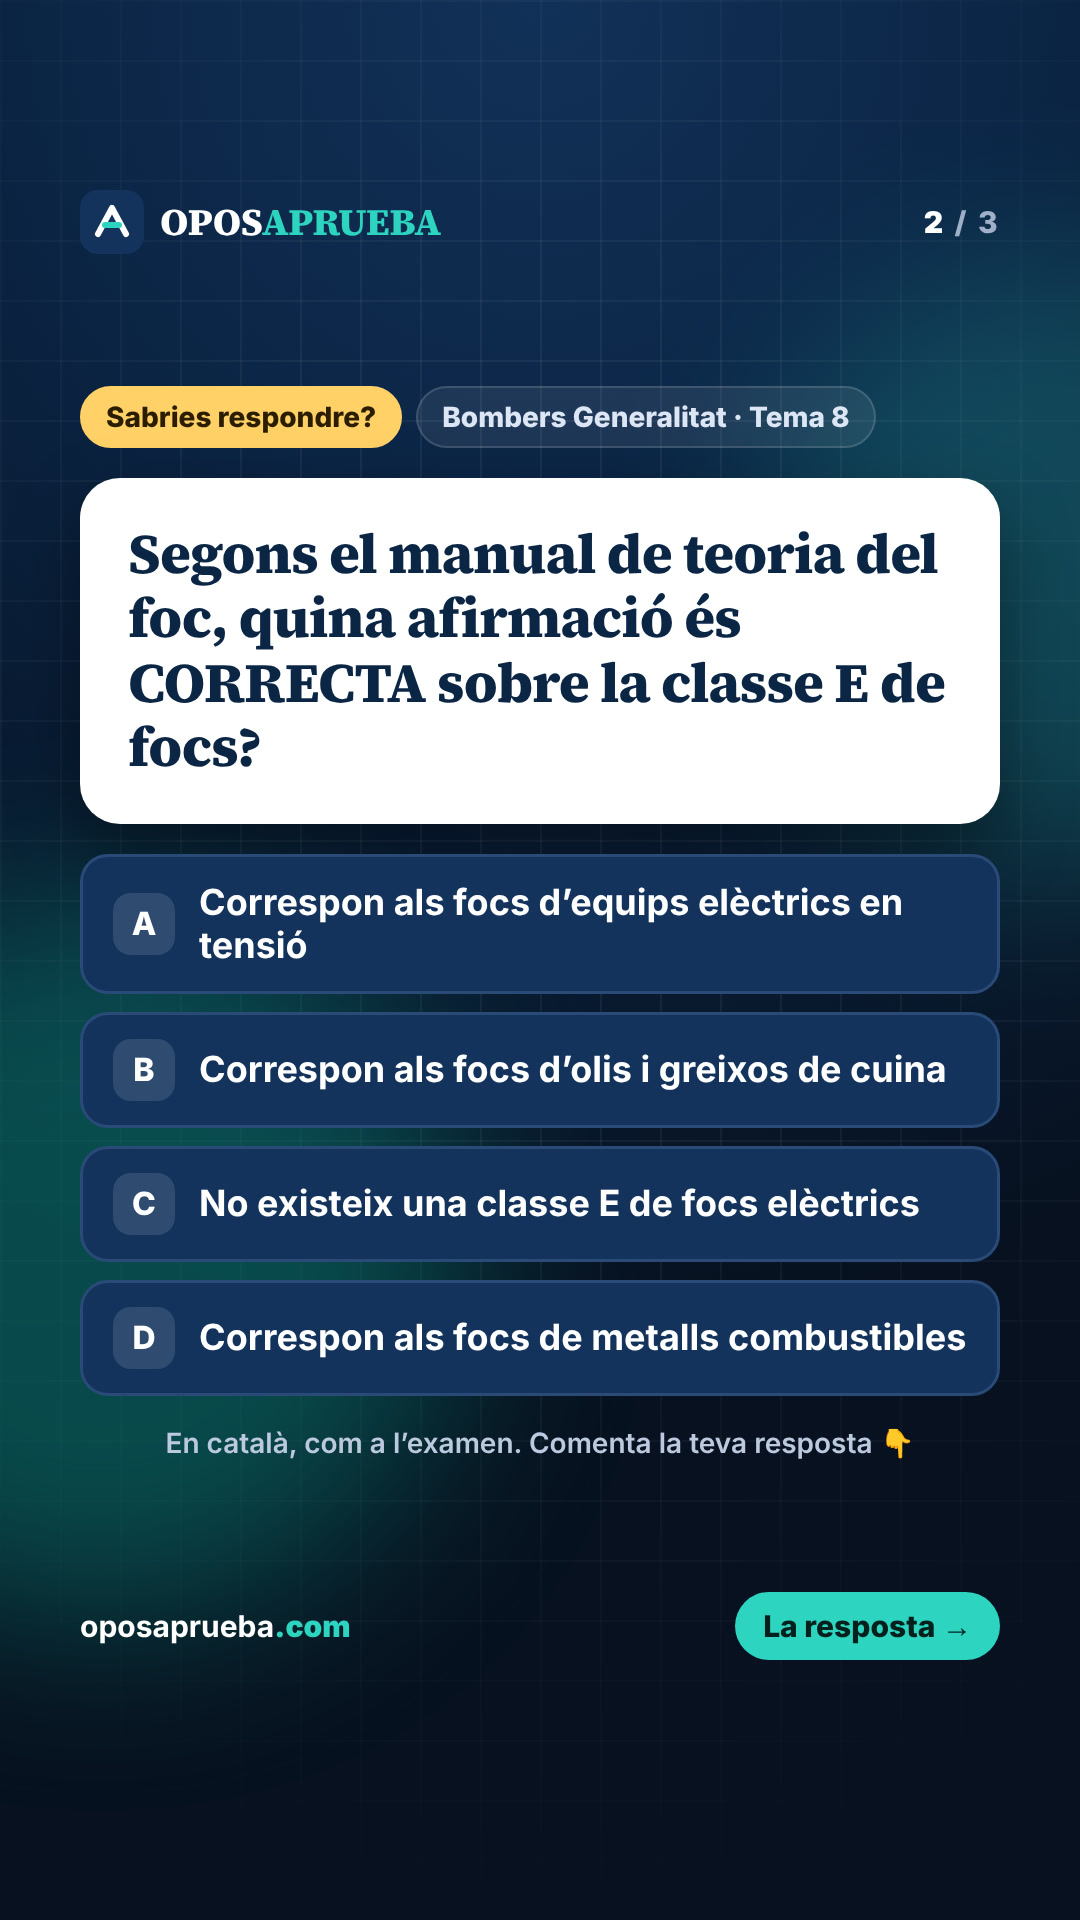 OPOSAPRUEBA
2 / 3
Sabries respondre?
Bombers Generalitat · Tema 8
Segons el manual de teoria del
foc, quina afirmació és
CORRECTA sobre la classe E de
focs?
A
Correspon als focs d’equips elèctrics en
tensió
B
Correspon als focs d’olis i greixos de cuina
C
No existeix una classe E de focs elèctrics
D
Correspon als focs de metalls combustibles
En català, com a l’examen. Comenta la teva resposta 👇
oposaprueba.com
La resposta →